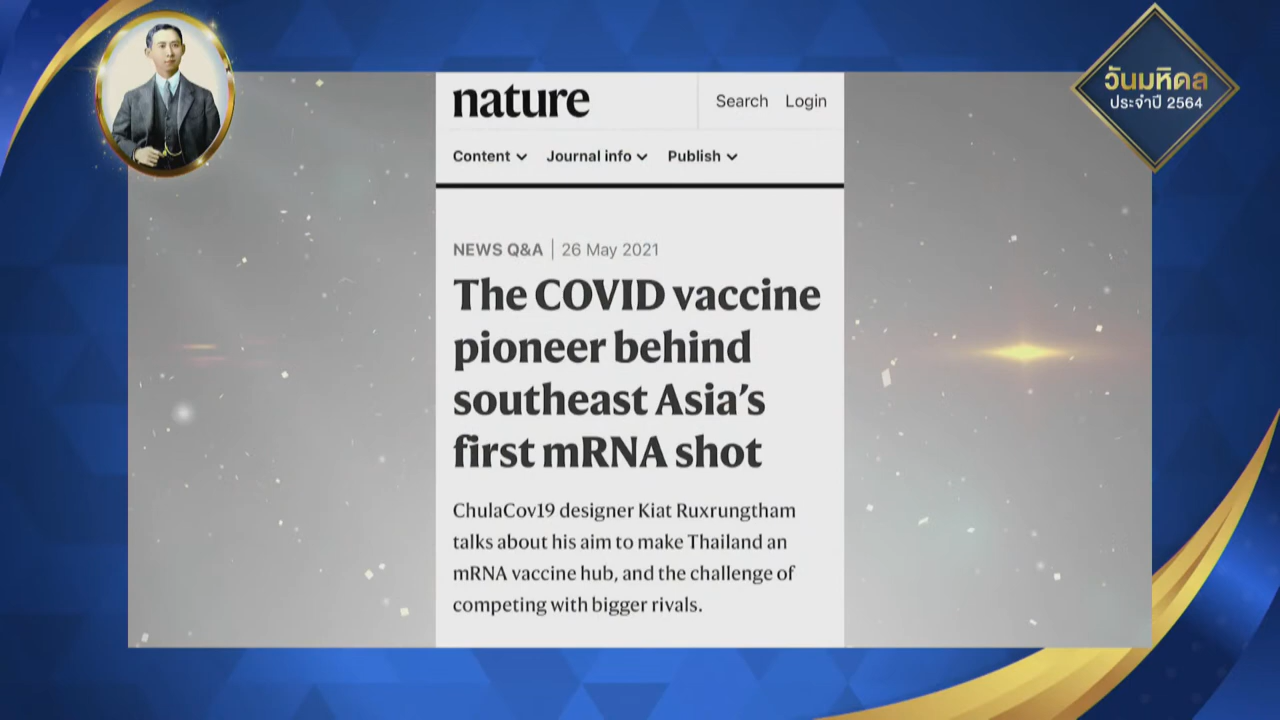 วันมหิดล
ประจำปี 2564
nature
Search Login
Content Journal info Publish
NEWS Q&A | 26 May 2021
The COVID vaccine
pioneer behind
southeast Asia’s
first mRNA shot
ChulaCov19 designer Kiat Ruxrungtham
talks about his aim to make Thailand an
mRNA vaccine hub, and the challenge of
competing with bigger rivals.